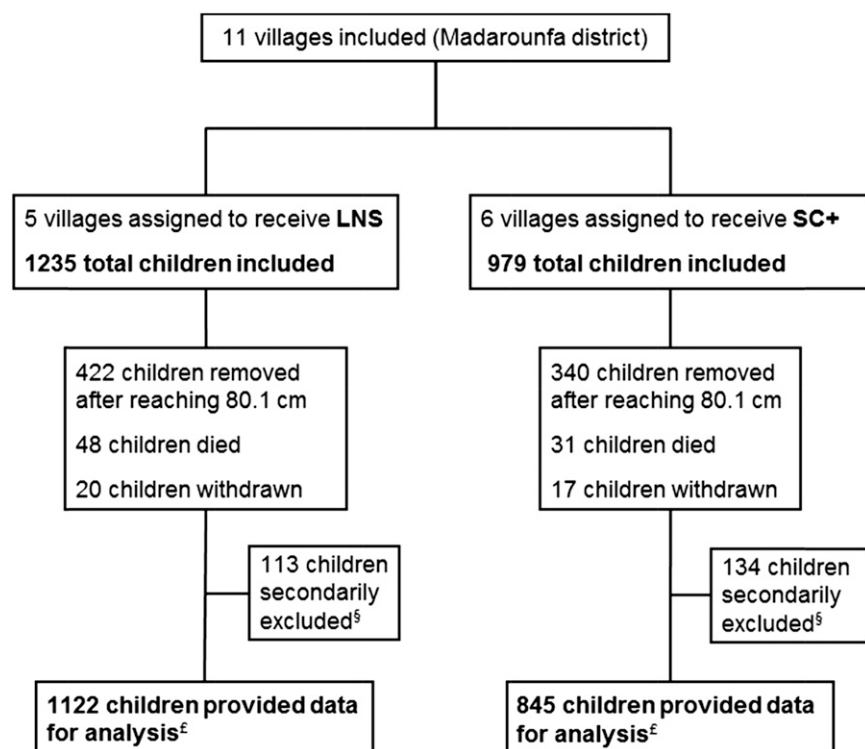 11 villages included (Madarounfa district)
5 villages assigned to receive LNS
1235 total children included
6 villages assigned to receive SC+
979 total children included
422 children removed
after reaching 80.1 cm
48 children died
20 children withdrawn
340 children removed
after reaching 80.1 cm
31 children died
17 children withdrawn
113 children
secondarily
excluded§
134 children
secondarily
excluded§
1122 children provided data
for analysis£
845 children provided data
for analysis£